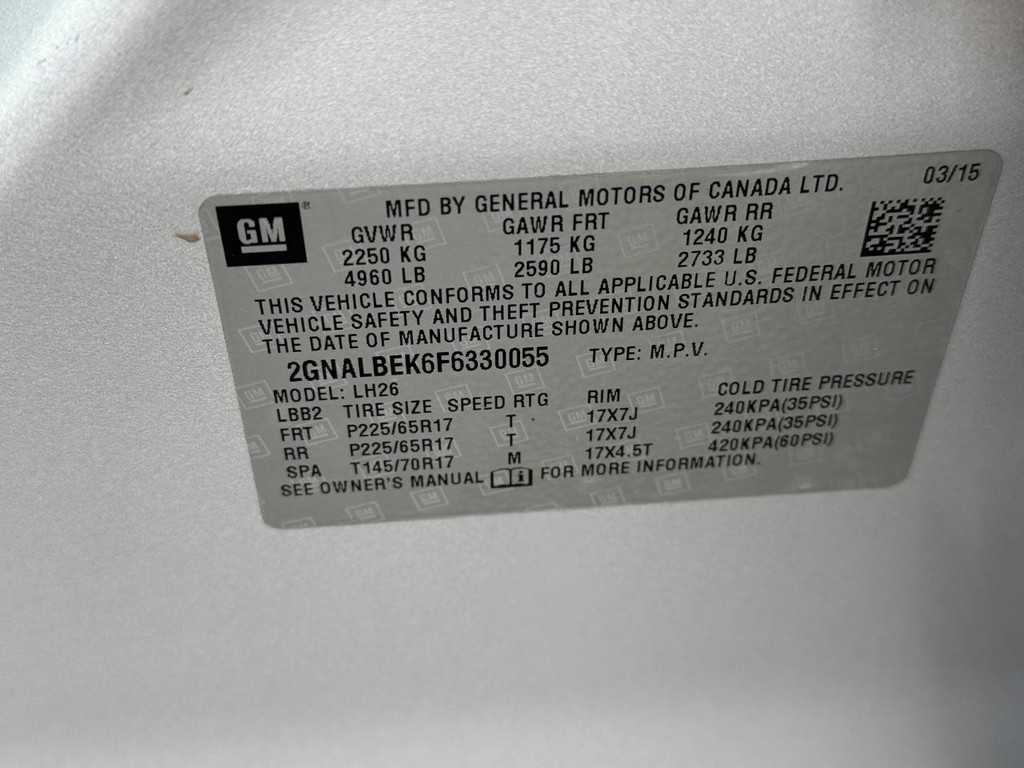 GM
MFD BY GENERAL MOTORS OF CANADA LTD. 03/15
GVWR GAWR FRT GAWR RR
2250 KG 1175 KG 1240 KG
4960 LB 2590 LB 2733 LB
THIS VEHICLE CONFORMS TO ALL APPLICABLE U.S. FEDERAL MOTOR
VEHICLE SAFETY AND THEFT PREVENTION STANDARDS IN EFFECT ON
THE DATE OF MANUFACTURE SHOWN ABOVE.
2GNALBEK6F6330055 TYPE: M.P.V.
MODEL: LH26
LBB2 TIRE SIZE SPEED RTG RIM COLD TIRE PRESSURE
FRT P225/65R17 T 17X7J 240KPA(35PSI)
RR P225/65R17 T 17X7J 240KPA(35PSI)
SPA T145/70R17 M 17X4.5T 420KPA(60PSI)
SEE OWNER'S MANUAL FOR MORE INFORMATION.